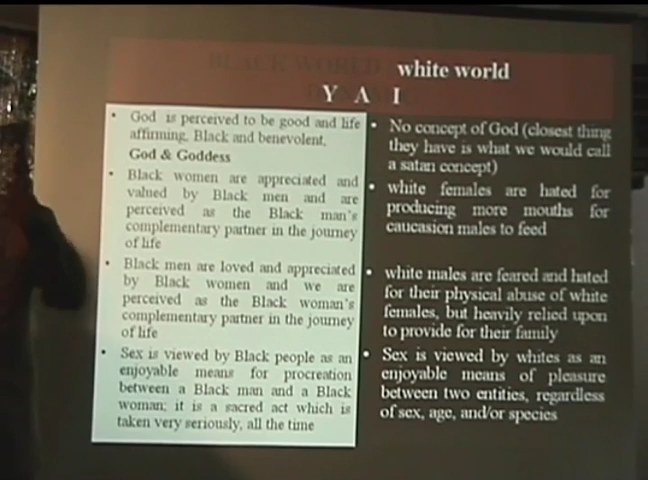 BLACK WORLD
white world
Y A I
• God is perceived to be good and life
affirming, Black and benevolent,
God & Goddess
• Black women are appreciated and
valued by Black men and are
perceived as the Black man's
complementary partner in the journey
of life
• Black men are loved and appreciated
by Black women and we are
perceived as the Black woman's
complementary partner in the journey
of life
• Sex is viewed by Black people as an
enjoyable means for procreation
between a Black man and a Black
woman; it is a sacred act which is
taken very seriously, all the time
• No concept of God (closest thing
they have is what we would call
a satan concept)
• white females are hated for
producing more mouths for
caucasion males to feed
• white males are feared and hated
for their physical abuse of white
females, but heavily relied upon
to provide for their family
• Sex is viewed by whites as an
enjoyable means of pleasure
between two entities, regardless
of sex, age, and/or species